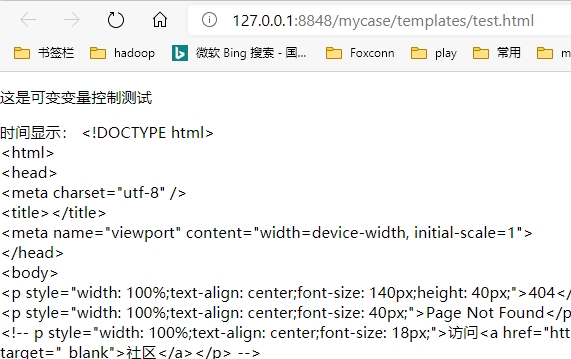 127.0.0.1:8848/mycase/templates/test.html
书签栏 hadoop 微软 Bing 搜索 - 国... Foxconn play 常用 m
这是可变变量控制测试
时间显示： <!DOCTYPE html>
<html>
<head>
<meta charset="utf-8" />
<title></title>
<meta name="viewport" content="width=device-width, initial-scale=1">
</head>
<body>
<p style="width: 100%;text-align: center;font-size: 140px;height: 40px;">404</
<p style="width: 100%;text-align: center;font-size: 40px;">Page Not Found</p
<!-- p style="width: 100%;text-align: center;font-size: 18px;">访问<a href="htt
target="_blank">社区</a></p> -->